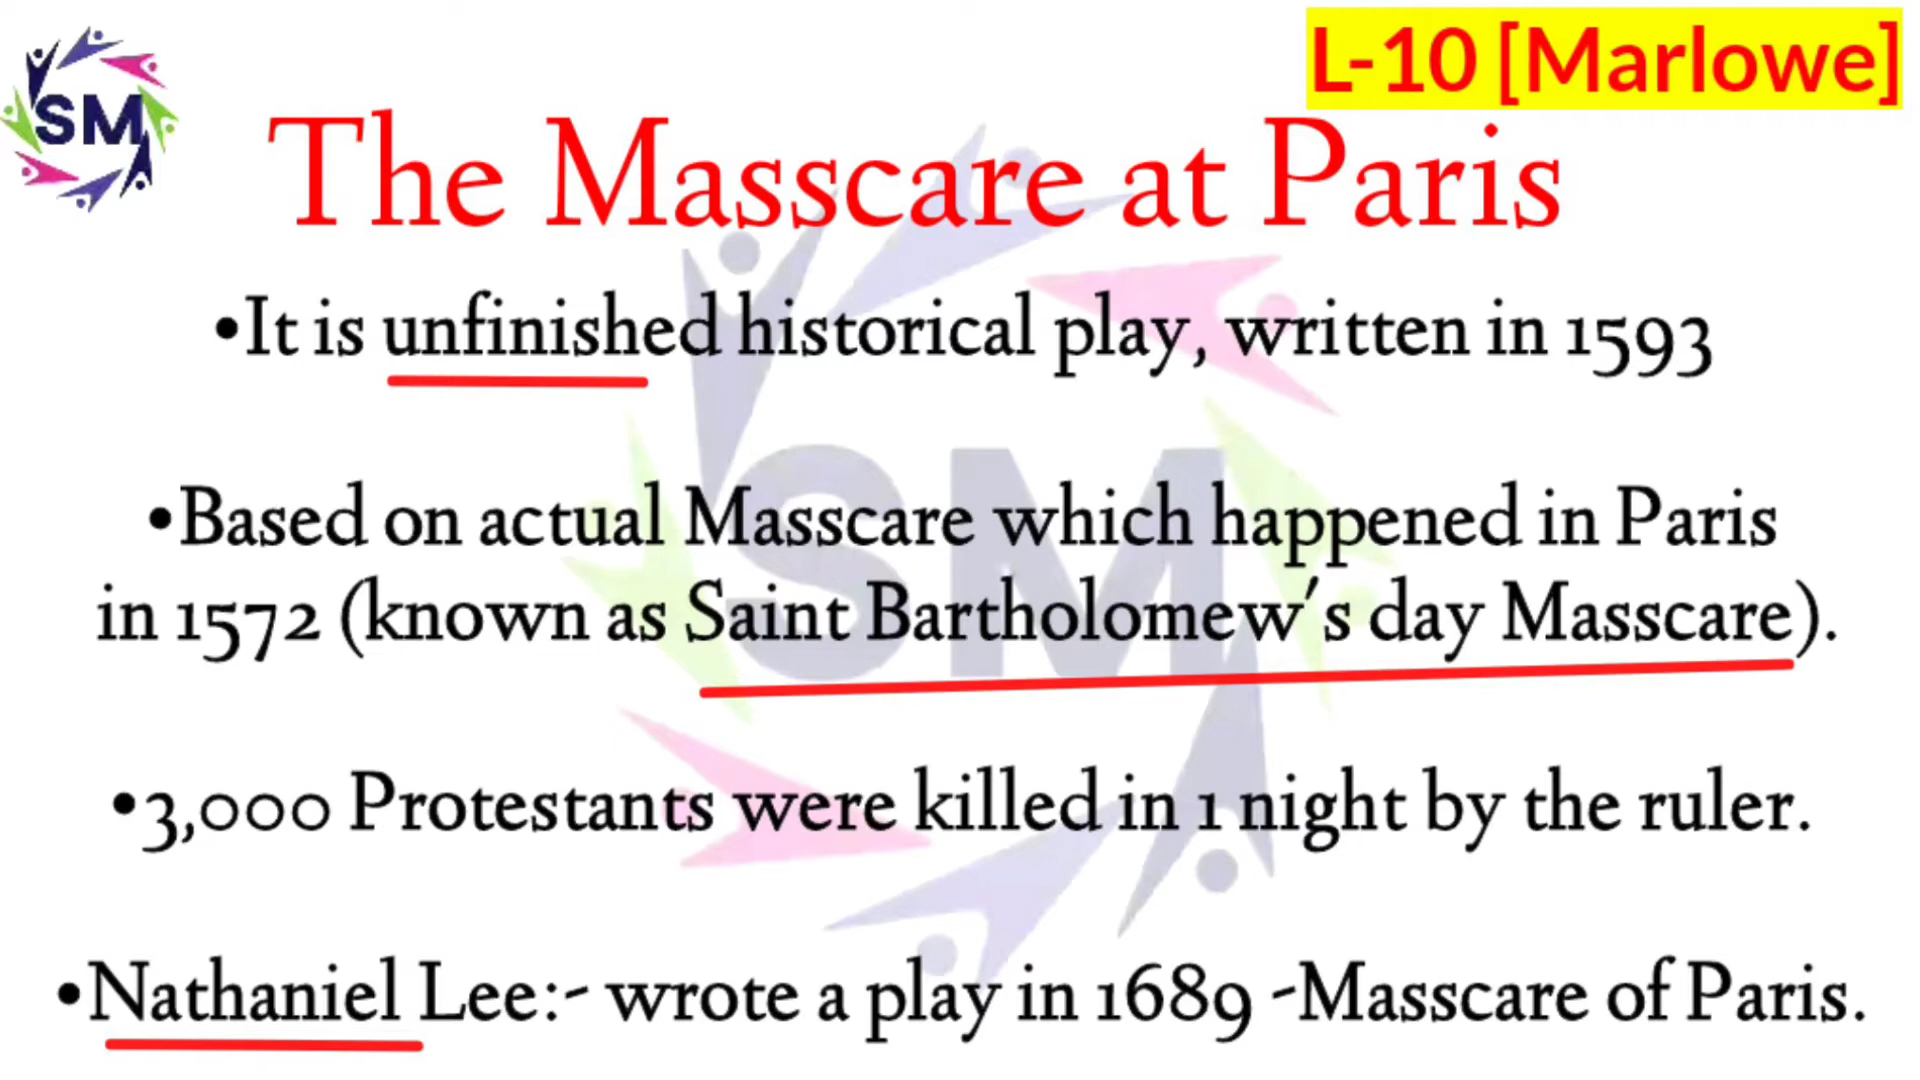 L-10 [Marlowe]
SM
The Masscare at Paris
•It is unfinished historical play, written in 1593
•Based on actual Masscare which happened in Paris
in 1572 (known as Saint Bartholomew's day Masscare).
•3,000 Protestants were killed in 1 night by the ruler.
•Nathaniel Lee:- wrote a play in 1689 -Masscare of Paris.
SM